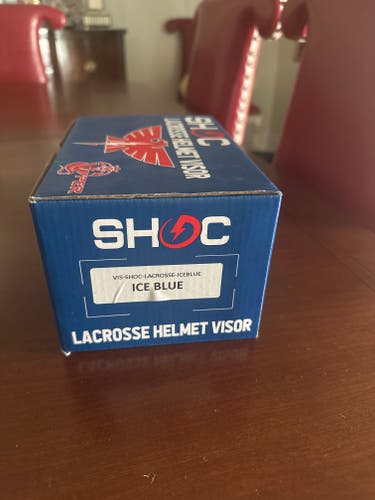 SHOC
LACROSSE HELMET VISOR
SHOC
VIS-SHOC-LACROSSE-ICEBLUE
ICE BLUE
LACROSSE HELMET VISOR